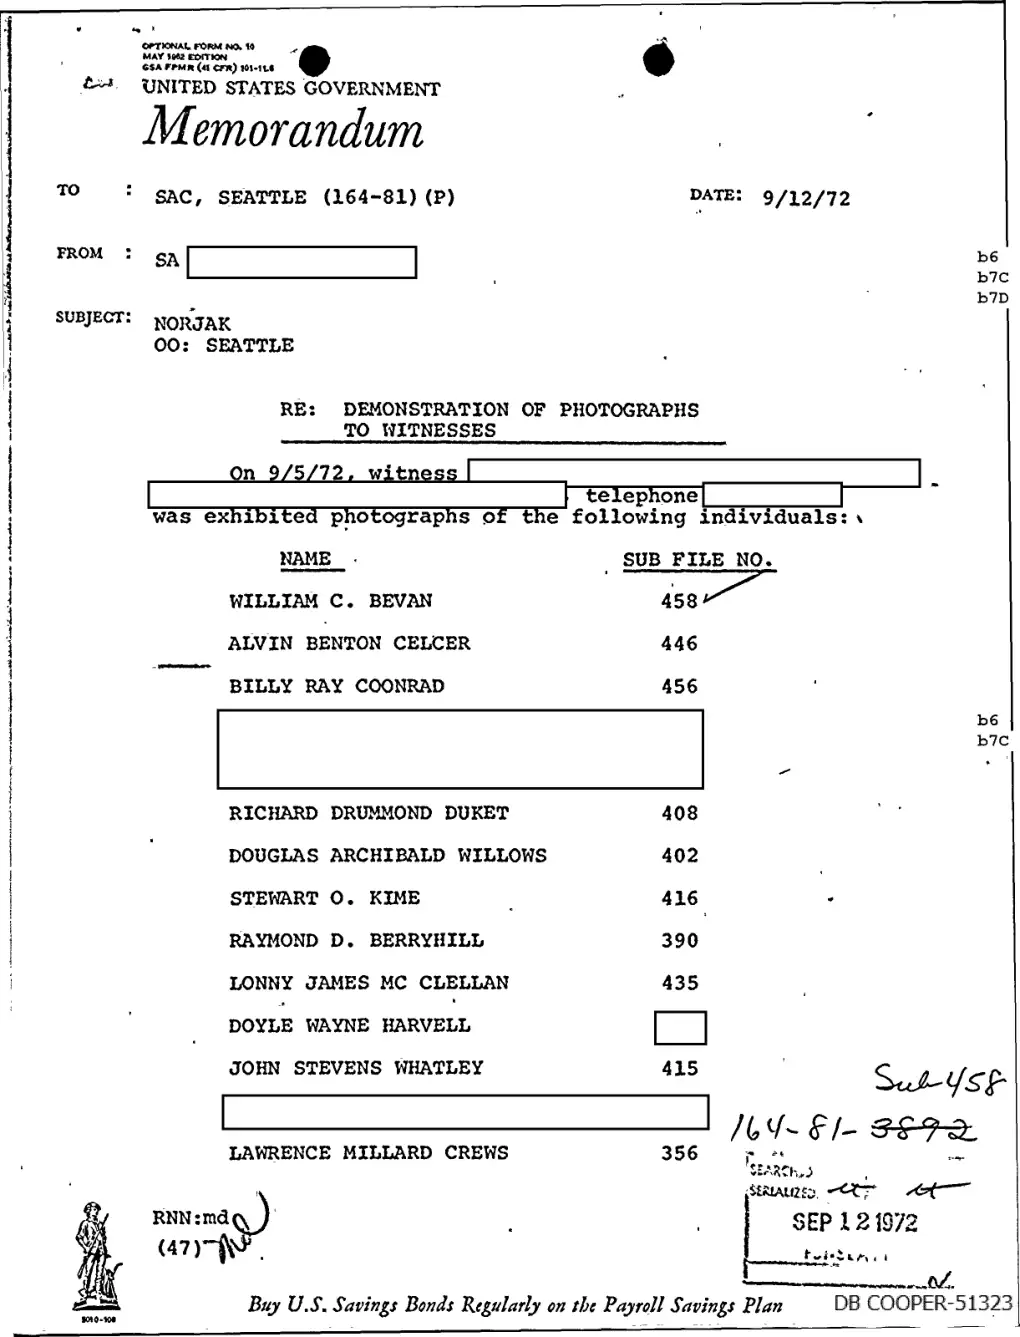 OPTIONAL FORM NO. 10
MAY 1962 EDITION
GSA FPMR (41 CFR) 101-11.6
UNITED STATES GOVERNMENT
Memorandum
TO : SAC, SEATTLE (164-81)(P) DATE: 9/12/72
FROM : SA
b6
b7C
b7D
SUBJECT: NORJAK
OO: SEATTLE
RE: DEMONSTRATION OF PHOTOGRAPHS
TO WITNESSES
On 9/5/72, witness
telephone
was exhibited photographs of the following individuals:
NAME SUB FILE NO.
WILLIAM C. BEVAN 458
ALVIN BENTON CELCER 446
BILLY RAY COONRAD 456
b6
b7C
RICHARD DRUMMOND DUKET 408
DOUGLAS ARCHIBALD WILLOWS 402
STEWART O. KIME 416
RAYMOND D. BERRYHILL 390
LONNY JAMES MC CLELLAN 435
DOYLE WAYNE HARVELL
JOHN STEVENS WHATLEY 415
Sub 458
164-81-3892
LAWRENCE MILLARD CREWS 356
SEARCHED
SERIALIZED
RNN:md
SEP 12 1972
(47)
Buy U.S. Savings Bonds Regularly on the Payroll Savings Plan
5010-108
DB COOPER-51323